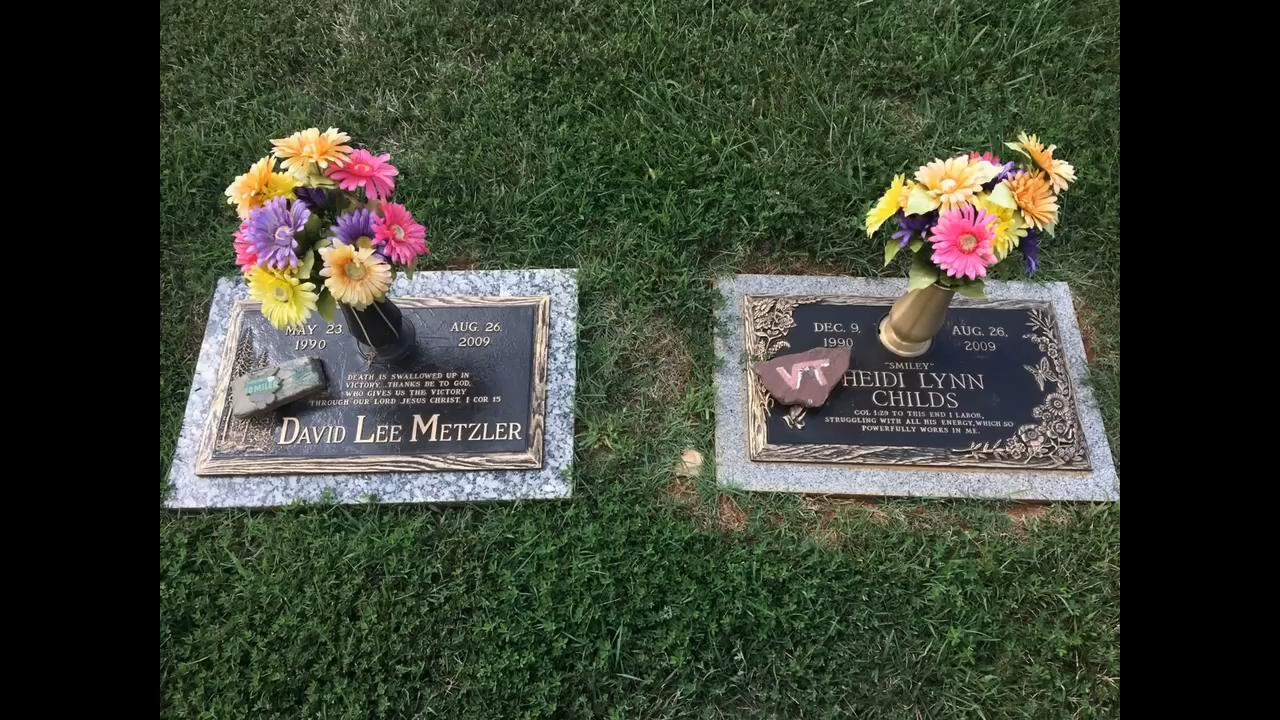 MAY 23
1990
AUG. 26
2009
DEATH IS SWALLOWED UP IN
VICTORY...THANKS BE TO GOD,
WHO GIVES US THE VICTORY
THROUGH OUR LORD JESUS CHRIST. 1 COR 15
DAVID LEE METZLER
SMILE
DEC. 9,
1990
AUG. 26,
2009
"SMILEY"
HEIDI LYNN
CHILDS
COL 1:29 TO THIS END I LABOR,
STRUGGLING WITH ALL HIS ENERGY, WHICH SO
POWERFULLY WORKS IN ME.
VT